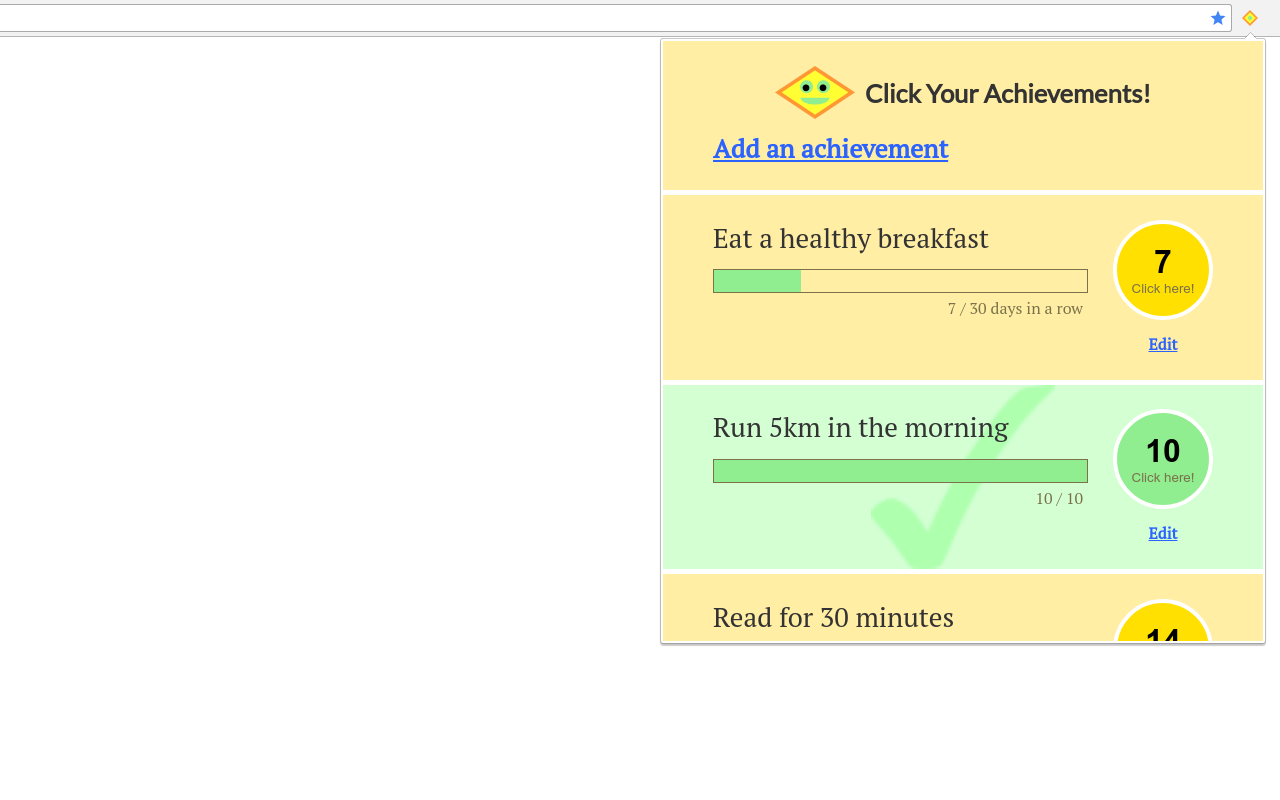 Click Your Achievements!
Add an achievement
Eat a healthy breakfast
7
Click here!
7 / 30 days in a row
Edit
Run 5km in the morning
10
Click here!
10 / 10
Edit
Read for 30 minutes
14